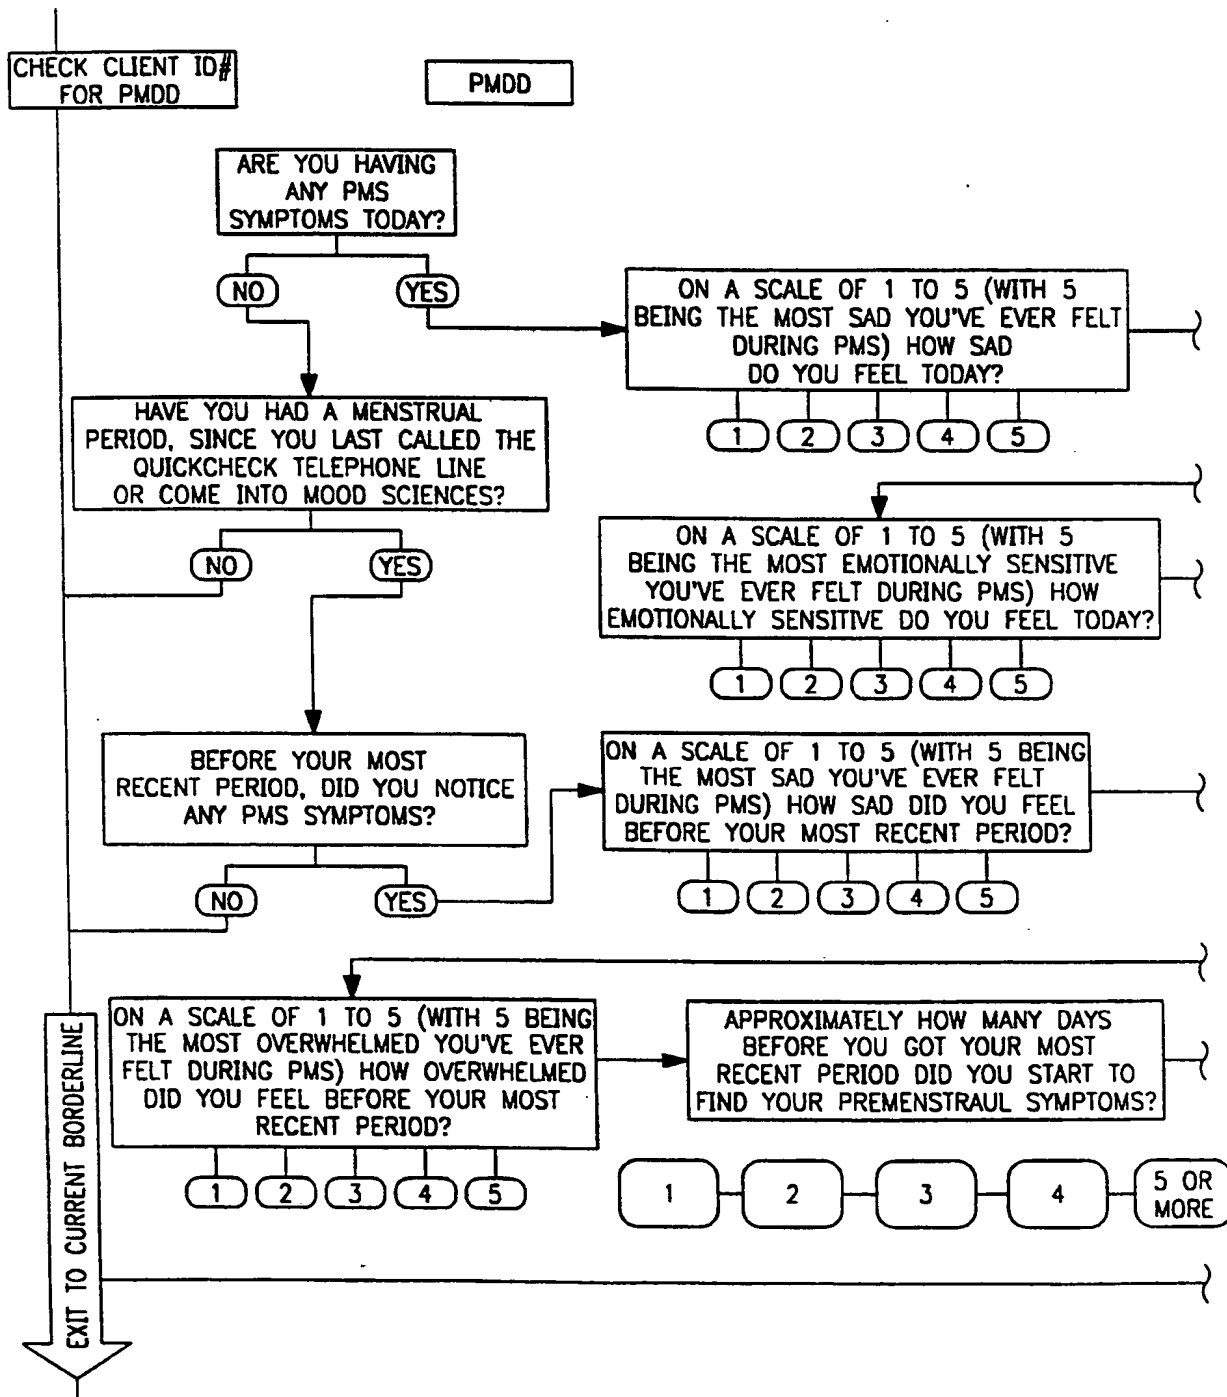 CHECK CLIENT ID#
FOR PMDD
PMDD
ARE YOU HAVING
ANY PMS
SYMPTOMS TODAY?
NO
YES
ON A SCALE OF 1 TO 5 (WITH 5
BEING THE MOST SAD YOU'VE EVER FELT
DURING PMS) HOW SAD
DO YOU FEEL TODAY?
1
2
3
4
5
HAVE YOU HAD A MENSTRUAL
PERIOD, SINCE YOU LAST CALLED THE
QUICKCHECK TELEPHONE LINE
OR COME INTO MOOD SCIENCES?
NO
YES
ON A SCALE OF 1 TO 5 (WITH 5
BEING THE MOST EMOTIONALLY SENSITIVE
YOU'VE EVER FELT DURING PMS) HOW
EMOTIONALLY SENSITIVE DO YOU FEEL TODAY?
1
2
3
4
5
BEFORE YOUR MOST
RECENT PERIOD, DID YOU NOTICE
ANY PMS SYMPTOMS?
NO
YES
ON A SCALE OF 1 TO 5 (WITH 5 BEING
THE MOST SAD YOU'VE EVER FELT
DURING PMS) HOW SAD DID YOU FEEL
BEFORE YOUR MOST RECENT PERIOD?
1
2
3
4
5
ON A SCALE OF 1 TO 5 (WITH 5 BEING
THE MOST OVERWHELMED YOU'VE EVER
FELT DURING PMS) HOW OVERWHELMED
DID YOU FEEL BEFORE YOUR MOST
RECENT PERIOD?
1
2
3
4
5
APPROXIMATELY HOW MANY DAYS
BEFORE YOU GOT YOUR MOST
RECENT PERIOD DID YOU START TO
FIND YOUR PREMENSTRAUL SYMPTOMS?
1
2
3
4
5 OR
MORE
EXIT TO CURRENT BORDERLINE